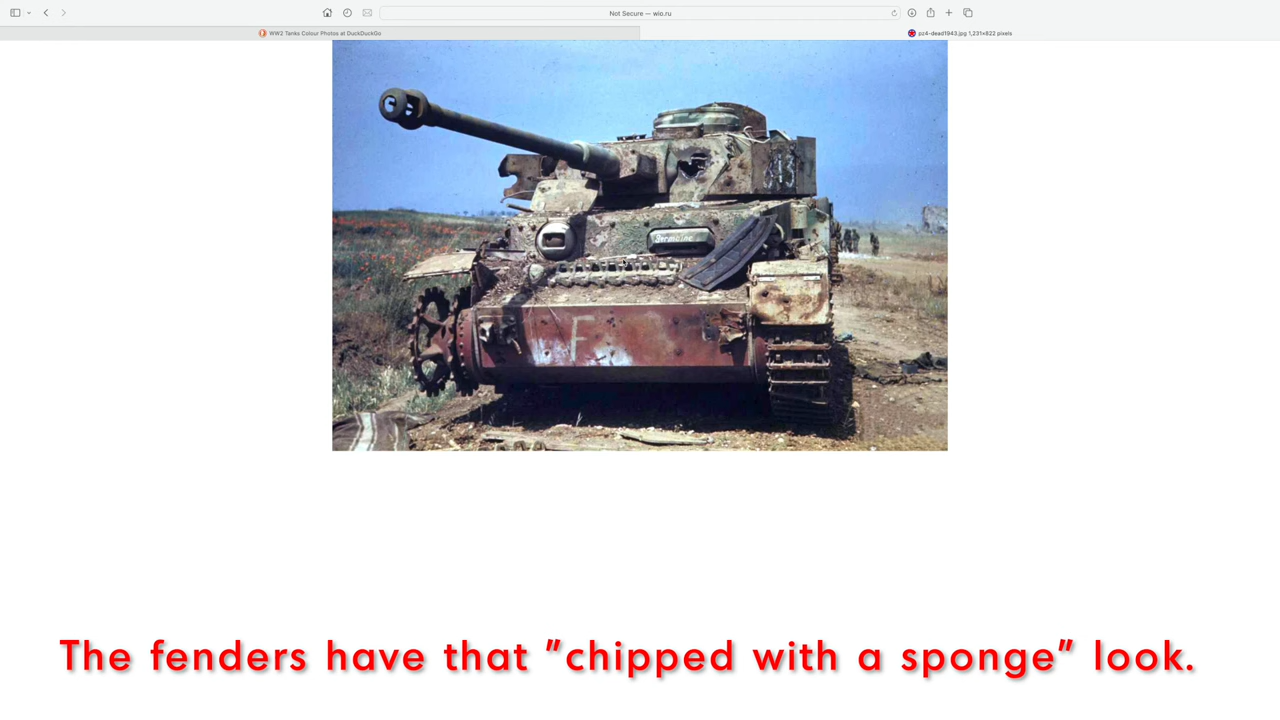 Not Secure — wio.ru
WW2 Tanks Colour Photos at DuckDuckGo
pz4-dead1943.jpg 1,231×822 pixels
F
The fenders have that "chipped with a sponge" look.